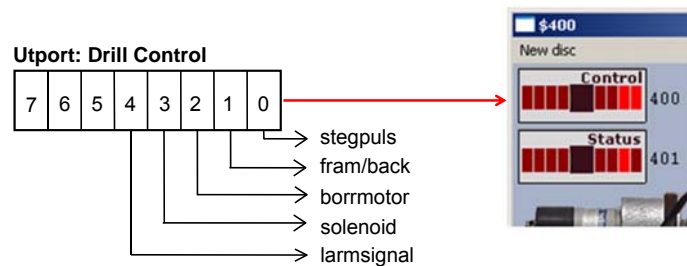 Utport: Drill Control
7 6 5 4 3 2 1 0
stegpuls
fram/back
borrmotor
solenoid
larmsignal
$400
New disc
Control
400
Status
401